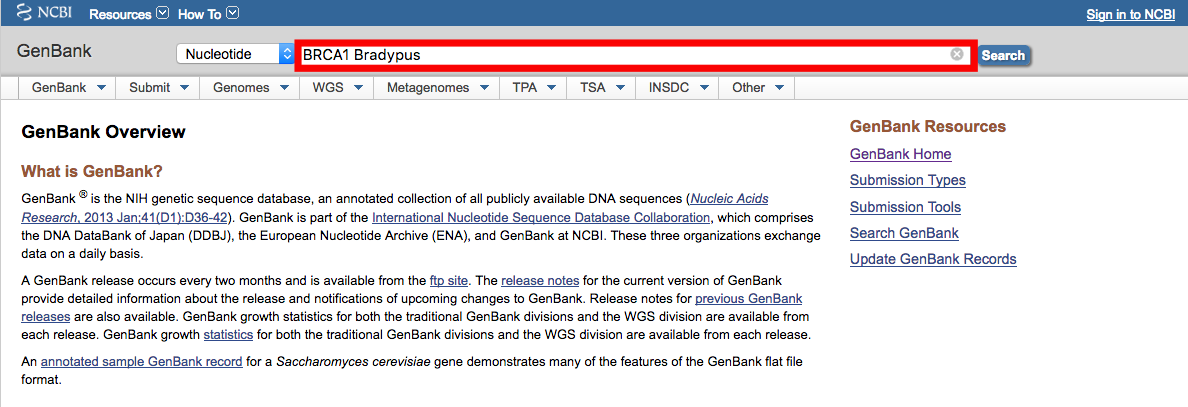 NCBI Resources How To Sign in to NCBI
GenBank Nucleotide BRCA1 Bradypus Search
GenBank Submit Genomes WGS Metagenomes TPA TSA INSDC Other
GenBank Overview
What is GenBank?
GenBank ® is the NIH genetic sequence database, an annotated collection of all publicly available DNA sequences (Nucleic Acids
Research, 2013 Jan;41(D1):D36-42). GenBank is part of the International Nucleotide Sequence Database Collaboration, which comprises
the DNA DataBank of Japan (DDBJ), the European Nucleotide Archive (ENA), and GenBank at NCBI. These three organizations exchange
data on a daily basis.
A GenBank release occurs every two months and is available from the ftp site. The release notes for the current version of GenBank
provide detailed information about the release and notifications of upcoming changes to GenBank. Release notes for previous GenBank
releases are also available. GenBank growth statistics for both the traditional GenBank divisions and the WGS division are available from
each release. GenBank growth statistics for both the traditional GenBank divisions and the WGS division are available from each release.
An annotated sample GenBank record for a Saccharomyces cerevisiae gene demonstrates many of the features of the GenBank flat file
format.
GenBank Resources
GenBank Home
Submission Types
Submission Tools
Search GenBank
Update GenBank Records